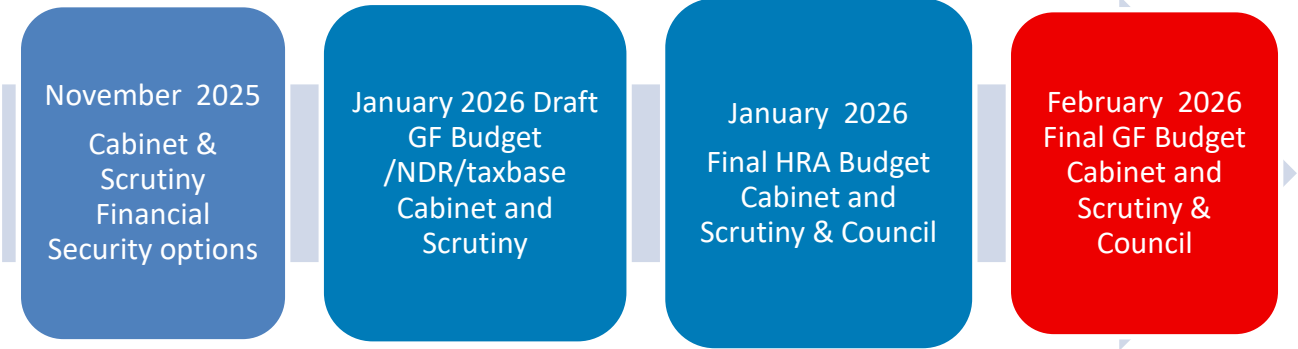 November  2025
Cabinet &
Scrutiny
Financial
Security options
January 2026 Draft
GF Budget
/NDR/taxbase
Cabinet and
Scrutiny
January  2026
Final HRA Budget
Cabinet and
Scrutiny & Council
February  2026
Final GF Budget
Cabinet and
Scrutiny &
Council